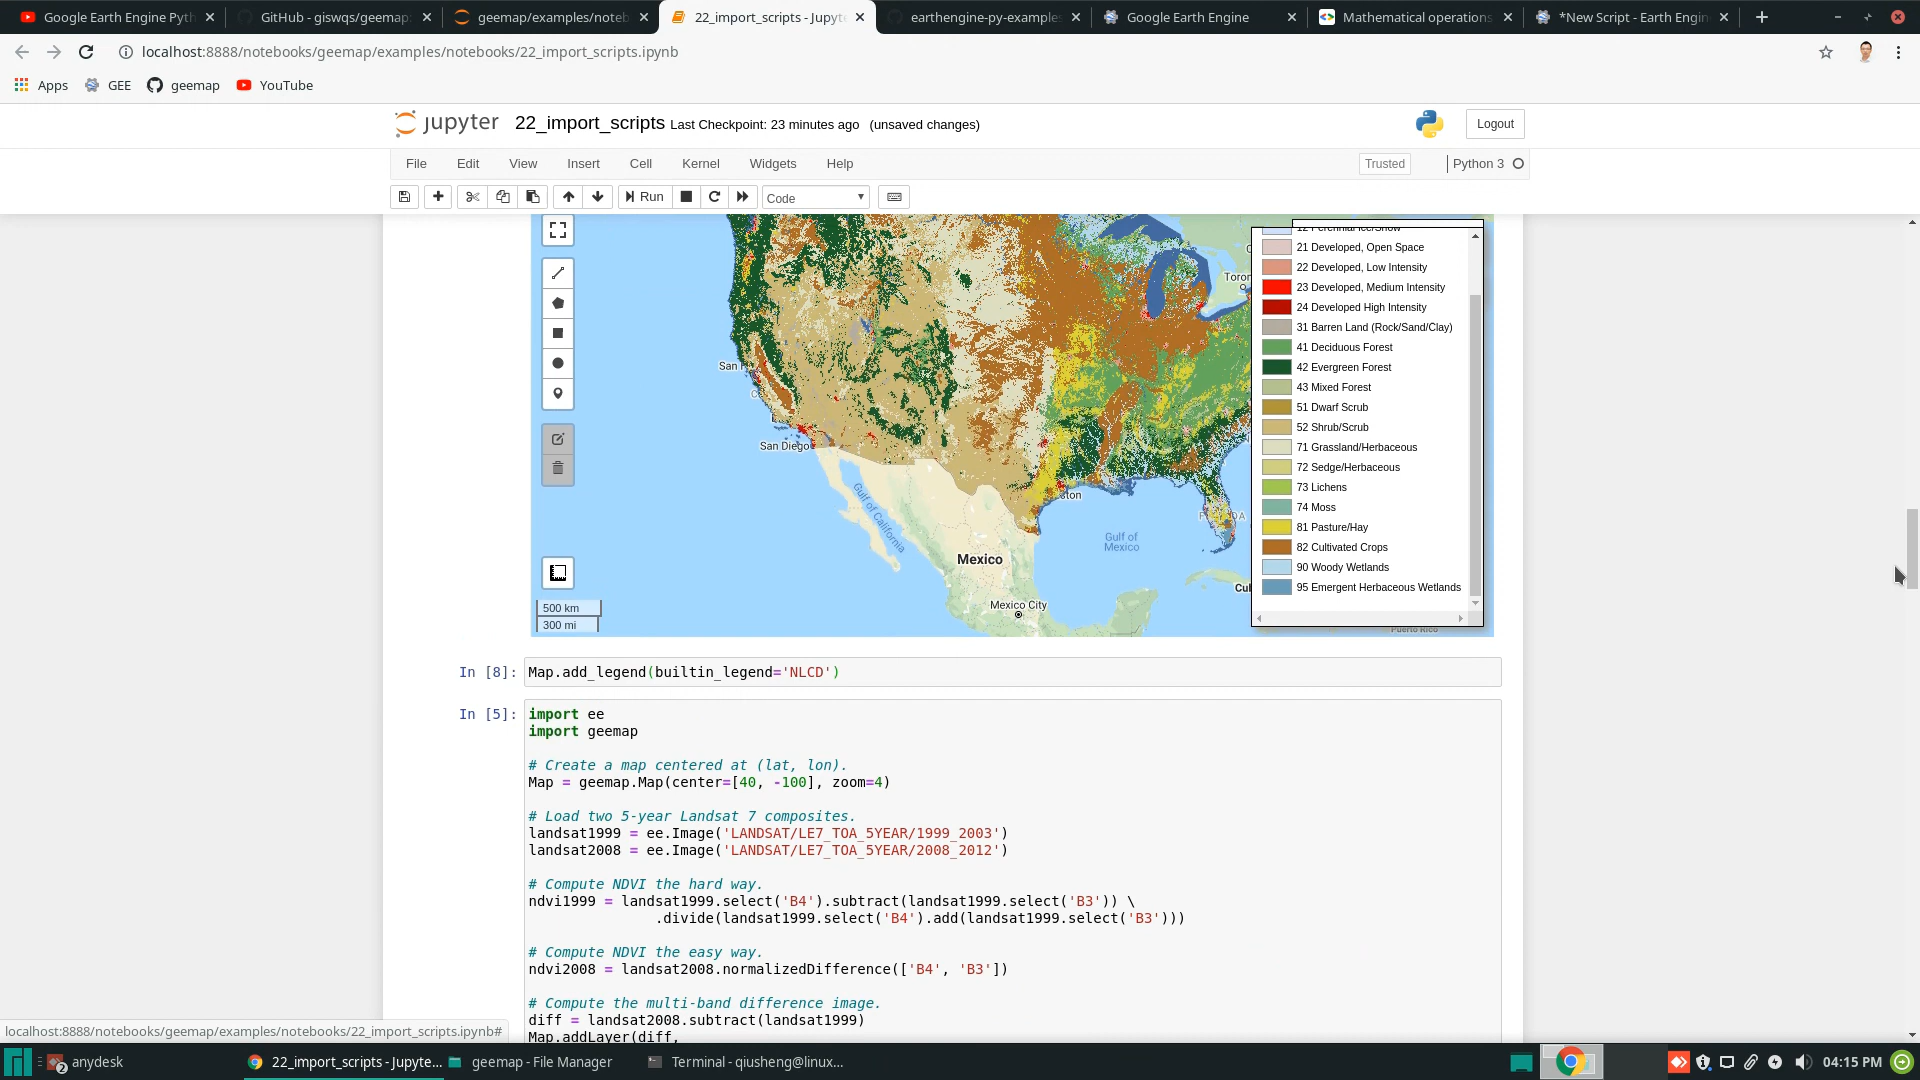 Google Earth Engine Pyth
GitHub - giswqs/geemap:
geemap/examples/noteb
22_import_scripts - Jupyte
earthengine-py-examples
Google Earth Engine
Mathematical operations
*New Script - Earth Engin
localhost:8888/notebooks/geemap/examples/notebooks/22_import_scripts.ipynb
Apps
GEE
geemap
YouTube
jupyter 22_import_scripts Last Checkpoint: 23 minutes ago (unsaved changes)
Logout
File Edit View Insert Cell Kernel Widgets Help
Trusted
Python 3
Run
Code
12 Perennial Ice/Snow
21 Developed, Open Space
22 Developed, Low Intensity
23 Developed, Medium Intensity
24 Developed High Intensity
31 Barren Land (Rock/Sand/Clay)
41 Deciduous Forest
42 Evergreen Forest
43 Mixed Forest
51 Dwarf Scrub
52 Shrub/Scrub
71 Grassland/Herbaceous
72 Sedge/Herbaceous
73 Lichens
74 Moss
81 Pasture/Hay
82 Cultivated Crops
90 Woody Wetlands
95 Emergent Herbaceous Wetlands
Toron
San F
San Diego
ston
Gulf of California
Gulf of
Mexico
Mexico
Mexico City
Cul
Puerto Rico
500 km
300 mi
In [8]: Map.add_legend(builtin_legend='NLCD')
In [5]: import ee
import geemap
# Create a map centered at (lat, lon).
Map = geemap.Map(center=[40, -100], zoom=4)
# Load two 5-year Landsat 7 composites.
landsat1999 = ee.Image('LANDSAT/LE7_TOA_5YEAR/1999_2003')
landsat2008 = ee.Image('LANDSAT/LE7_TOA_5YEAR/2008_2012')
# Compute NDVI the hard way.
ndvi1999 = landsat1999.select('B4').subtract(landsat1999.select('B3')) \
.divide(landsat1999.select('B4').add(landsat1999.select('B3')))
# Compute NDVI the easy way.
ndvi2008 = landsat2008.normalizedDifference(['B4', 'B3'])
# Compute the multi-band difference image.
diff = landsat2008.subtract(landsat1999)
Map.addLayer(diff,
localhost:8888/notebooks/geemap/examples/notebooks/22_import_scripts.ipynb#
2
anydesk
22_import_scripts - Jupyte...
geemap - File Manager
Terminal - qiusheng@linux...
04:15 PM